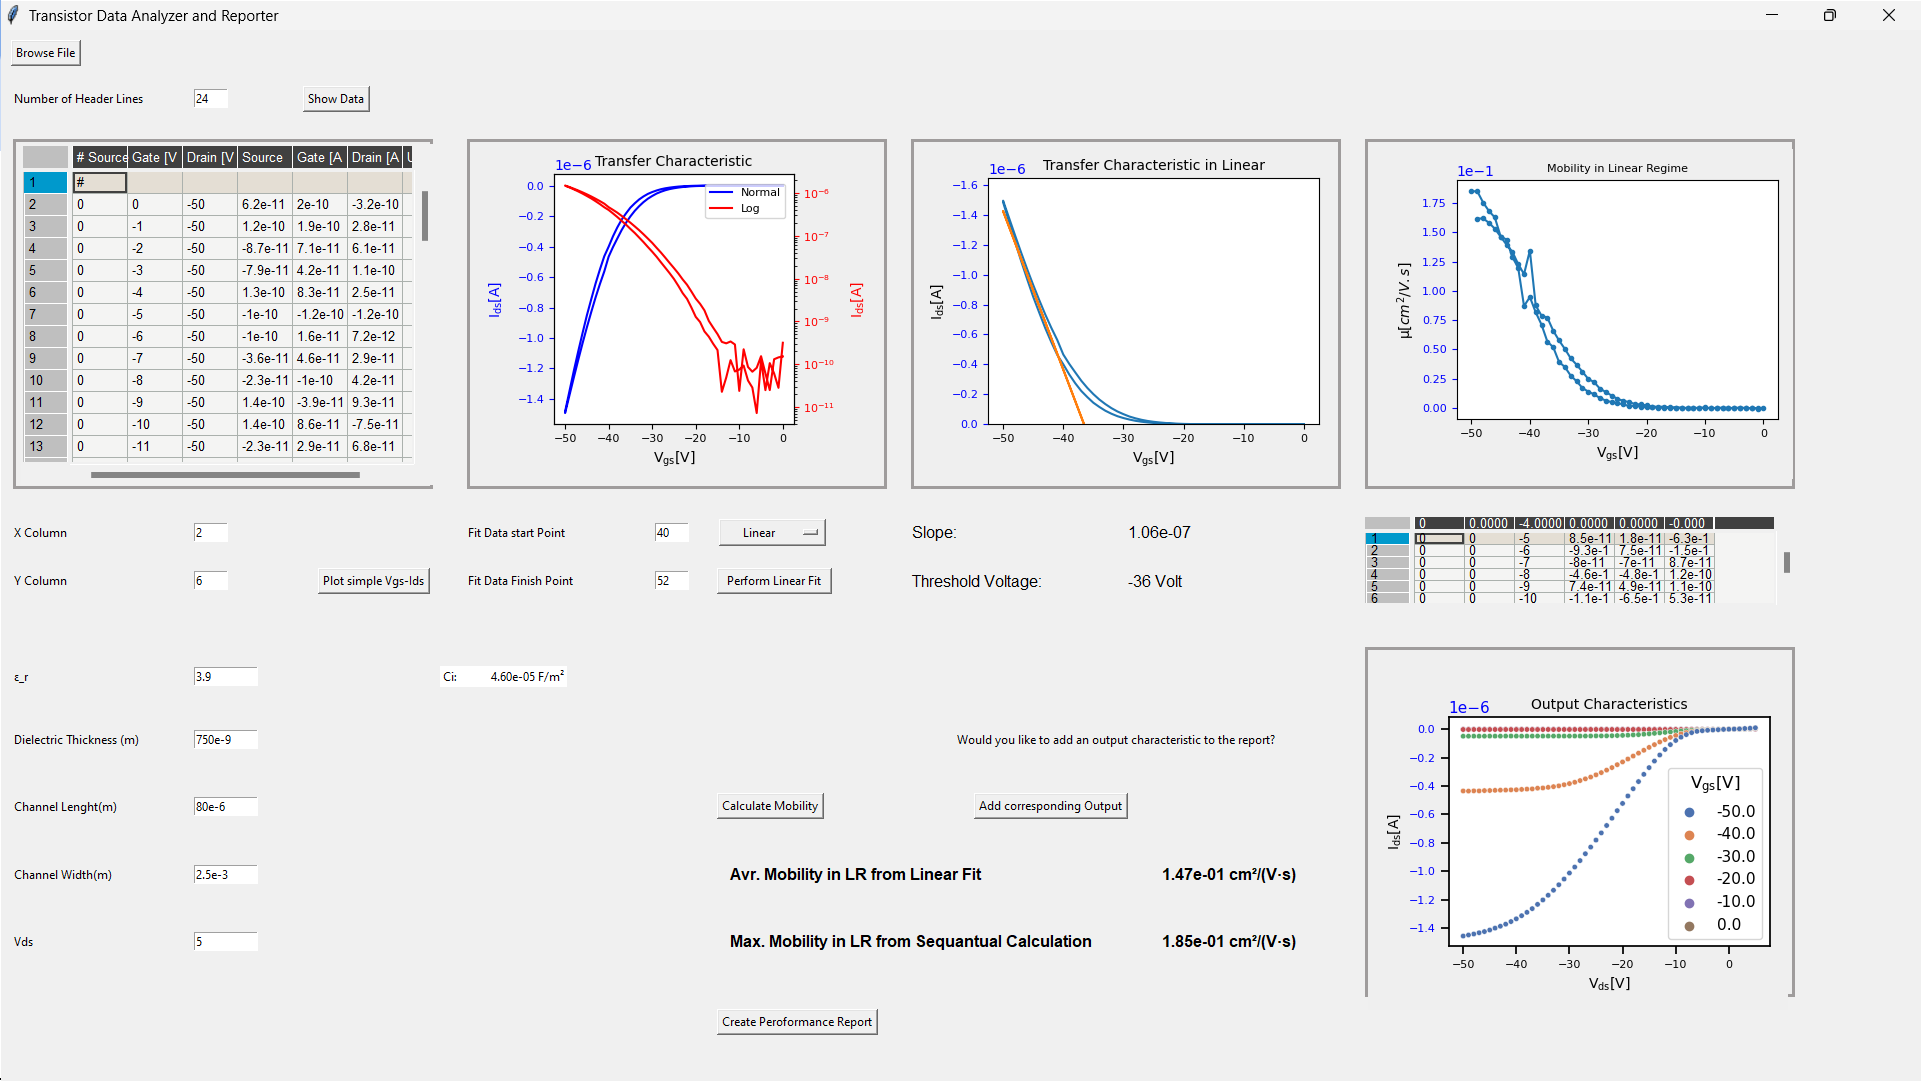 Transistor Data Analyzer and Reporter
Browse File
Number of Header Lines 24 Show Data
# Source Gate [V Drain [V Source Gate [A Drain [A
1 #
2 0 0 -50 6.2e-11 2e-10 -3.2e-10
3 0 -1 -50 1.2e-10 1.9e-10 2.8e-11
4 0 -2 -50 -8.7e-11 7.1e-11 6.1e-11
5 0 -3 -50 -7.9e-11 4.2e-11 1.1e-10
6 0 -4 -50 1.3e-10 8.3e-11 2.5e-11
7 0 -5 -50 -1e-10 -1.2e-10 -1.2e-10
8 0 -6 -50 -1e-10 1.6e-11 7.2e-12
9 0 -7 -50 -3.6e-11 4.6e-11 2.9e-11
10 0 -8 -50 -2.3e-11 -1e-10 4.2e-11
11 0 -9 -50 1.4e-10 -3.9e-11 9.3e-11
12 0 -10 -50 1.4e-10 8.6e-11 -7.5e-11
13 0 -11 -50 -2.3e-11 2.9e-11 6.8e-11
1e−6 Transfer Characteristic
Normal
Log
0.0
−0.2
−0.4
−0.6
−0.8
−1.0
−1.2
−1.4
Ids[A]
10⁻⁶
10⁻⁷
10⁻⁸
10⁻⁹
10⁻¹⁰
10⁻¹¹
Ids[A]
−50 −40 −30 −20 −10 0
Vgs[V]
1e−6 Transfer Characteristic in Linear
−1.6
−1.4
−1.2
−1.0
−0.8
−0.6
−0.4
−0.2
0.0
Ids[A]
−50 −40 −30 −20 −10 0
Vgs[V]
1e−1 Mobility in Linear Regime
1.75
1.50
1.25
1.00
0.75
0.50
0.25
0.00
μ[cm²/V.s]
−50 −40 −30 −20 −10 0
Vgs[V]
X Column 2
Y Column 6 Plot simple Vgs-Ids
Fit Data start Point 40 Linear
Fit Data Finish Point 52 Perform Linear Fit
Slope: 1.06e-07
Threshold Voltage: -36 Volt
0 0.0000 -4.0000 0.0000 0.0000 -0.000
1 0 0 -5 8.5e-11 1.8e-11 -6.3e-1
2 0 0 -6 -9.3e-1 7.5e-11 -1.5e-1
3 0 0 -7 -8e-11 -7e-11 8.7e-11
4 0 0 -8 -4.6e-1 -4.8e-1 1.2e-10
5 0 0 -9 7.4e-11 4.9e-11 1.1e-10
6 0 0 -10 -1.1e-1 -6.5e-1 5.3e-11
ε_r 3.9 Ci: 4.60e-05 F/m²
Dielectric Thickness (m) 750e-9
Would you like to add an output characteristic to the report?
Channel Lenght(m) 80e-6 Calculate Mobility Add corresponding Output
Channel Width(m) 2.5e-3
Avr. Mobility in LR from Linear Fit 1.47e-01 cm²/(V·s)
Vds 5
Max. Mobility in LR from Sequantual Calculation 1.85e-01 cm²/(V·s)
Create Peroformance Report
1e−6 Output Characteristics
0.0
−0.2
−0.4
−0.6
−0.8
−1.0
−1.2
−1.4
Ids[A]
Vgs[V]
-50.0
-40.0
-30.0
-20.0
-10.0
0.0
−50 −40 −30 −20 −10 0
Vds[V]